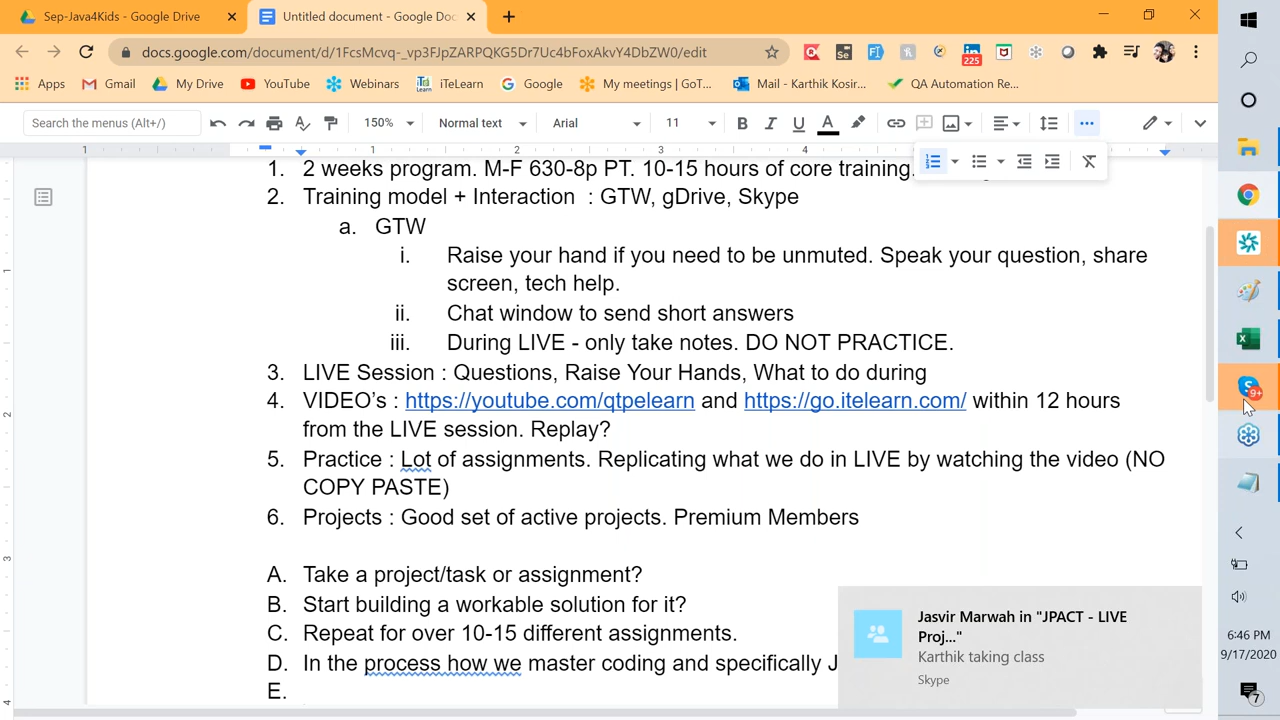 Sep-Java4Kids - Google Drive
Untitled document - Google Doc
docs.google.com/document/d/1FcsMcvq-_vp3FJpZARPQKG5Dr7Uc4bFoxAkvY4DbZW0/edit
225
Apps
Gmail
My Drive
YouTube
Webinars
iTeLearn
Google
My meetings | GoT...
Mail - Karthik Kosir...
QA Automation Re...
Search the menus (Alt+/)
150%
Normal text
Arial
11
1. 2 weeks program. M-F 630-8p PT. 10-15 hours of core training.
2. Training model + Interaction : GTW, gDrive, Skype
a. GTW
i. Raise your hand if you need to be unmuted. Speak your question, share
screen, tech help.
ii. Chat window to send short answers
iii. During LIVE - only take notes. DO NOT PRACTICE.
3. LIVE Session : Questions, Raise Your Hands, What to do during
4. VIDEO's : https://youtube.com/qtpelearn and https://go.itelearn.com/ within 12 hours
from the LIVE session. Replay?
5. Practice : Lot of assignments. Replicating what we do in LIVE by watching the video (NO
COPY PASTE)
6. Projects : Good set of active projects. Premium Members
A. Take a project/task or assignment?
B. Start building a workable solution for it?
C. Repeat for over 10-15 different assignments.
D. In the process how we master coding and specifically J
E.
Jasvir Marwah in "JPACT - LIVE
Proj..."
Karthik taking class
Skype
9+
6:46 PM
9/17/2020
7